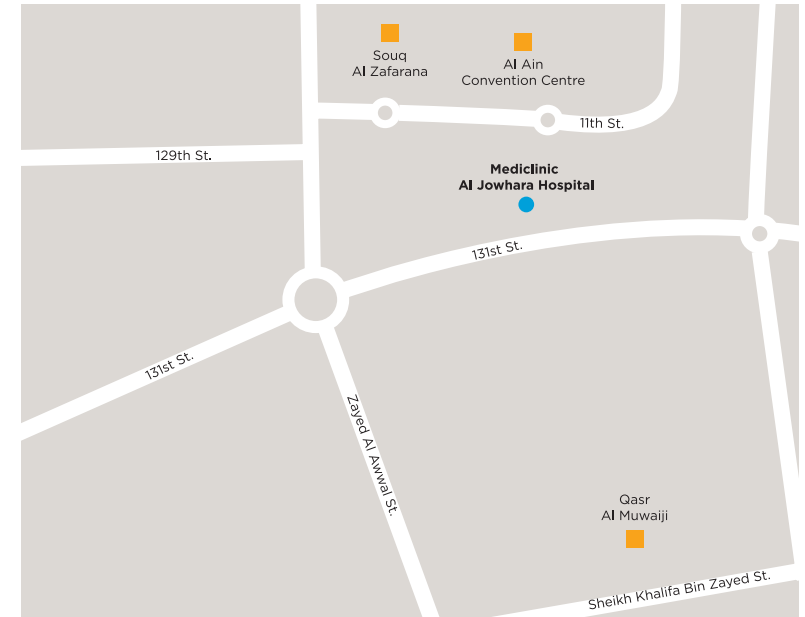 Souq
Al Zafarana
Al Ain
Convention Centre
11th St.
129th St.
Mediclinic
Al Jowhara Hospital
131st St.
131st St.
Zayed Al Awwal St.
Qasr
Al Muwaiji
Sheikh Khalifa Bin Zayed St.